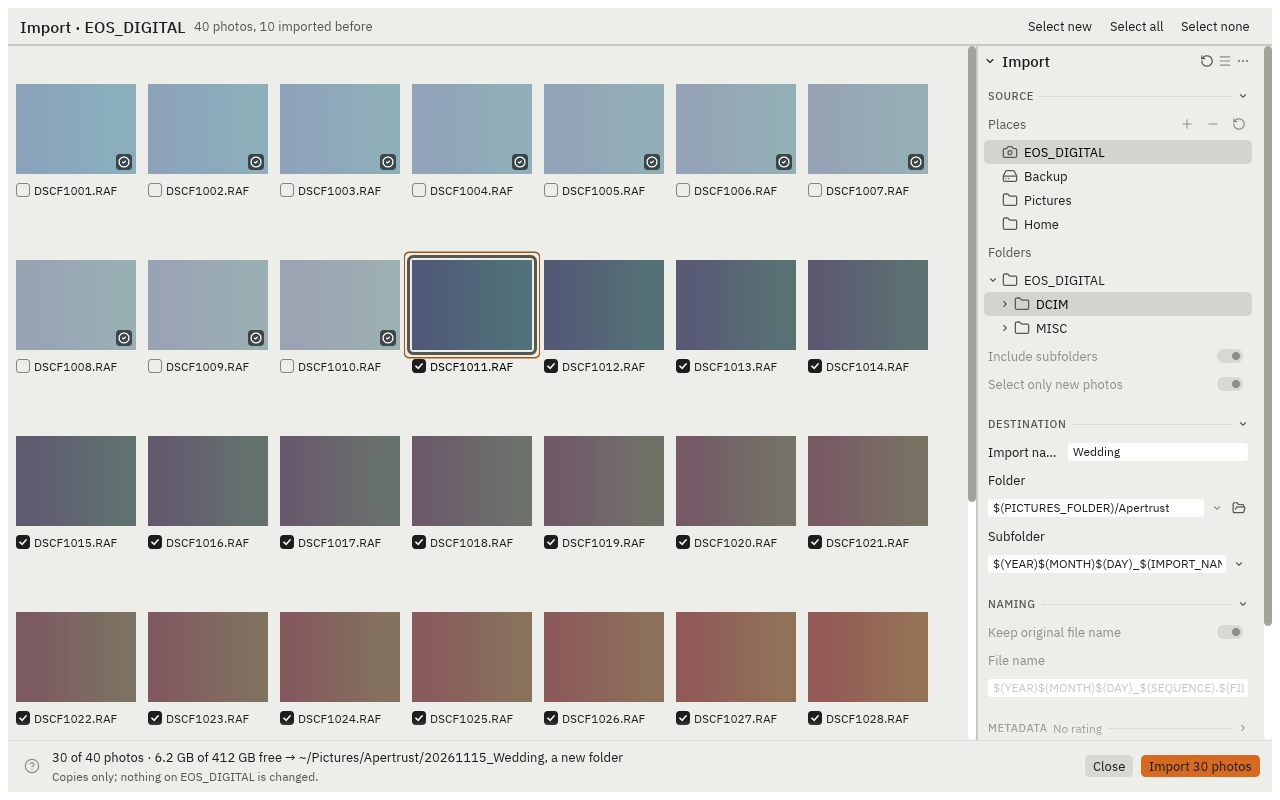 Import · EOS_DIGITAL 40 photos, 10 imported before Select new Select all Select none
DSCF1001.RAF DSCF1002.RAF DSCF1003.RAF DSCF1004.RAF DSCF1005.RAF DSCF1006.RAF DSCF1007.RAF
DSCF1008.RAF DSCF1009.RAF DSCF1010.RAF DSCF1011.RAF DSCF1012.RAF DSCF1013.RAF DSCF1014.RAF
DSCF1015.RAF DSCF1016.RAF DSCF1017.RAF DSCF1018.RAF DSCF1019.RAF DSCF1020.RAF DSCF1021.RAF
DSCF1022.RAF DSCF1023.RAF DSCF1024.RAF DSCF1025.RAF DSCF1026.RAF DSCF1027.RAF DSCF1028.RAF
Import
SOURCE
Places
EOS_DIGITAL
Backup
Pictures
Home
Folders
EOS_DIGITAL
DCIM
MISC
Include subfolders
Select only new photos
DESTINATION
Import na... Wedding
Folder
$(PICTURES_FOLDER)/Apertrust
Subfolder
$(YEAR)$(MONTH)$(DAY)_$(IMPORT_NAM
NAMING
Keep original file name
File name
$(YEAR)$(MONTH)$(DAY)_$(SEQUENCE).$(FII
METADATA No rating
30 of 40 photos · 6.2 GB of 412 GB free → ~/Pictures/Apertrust/20261115_Wedding, a new folder
Copies only; nothing on EOS_DIGITAL is changed.
Close Import 30 photos